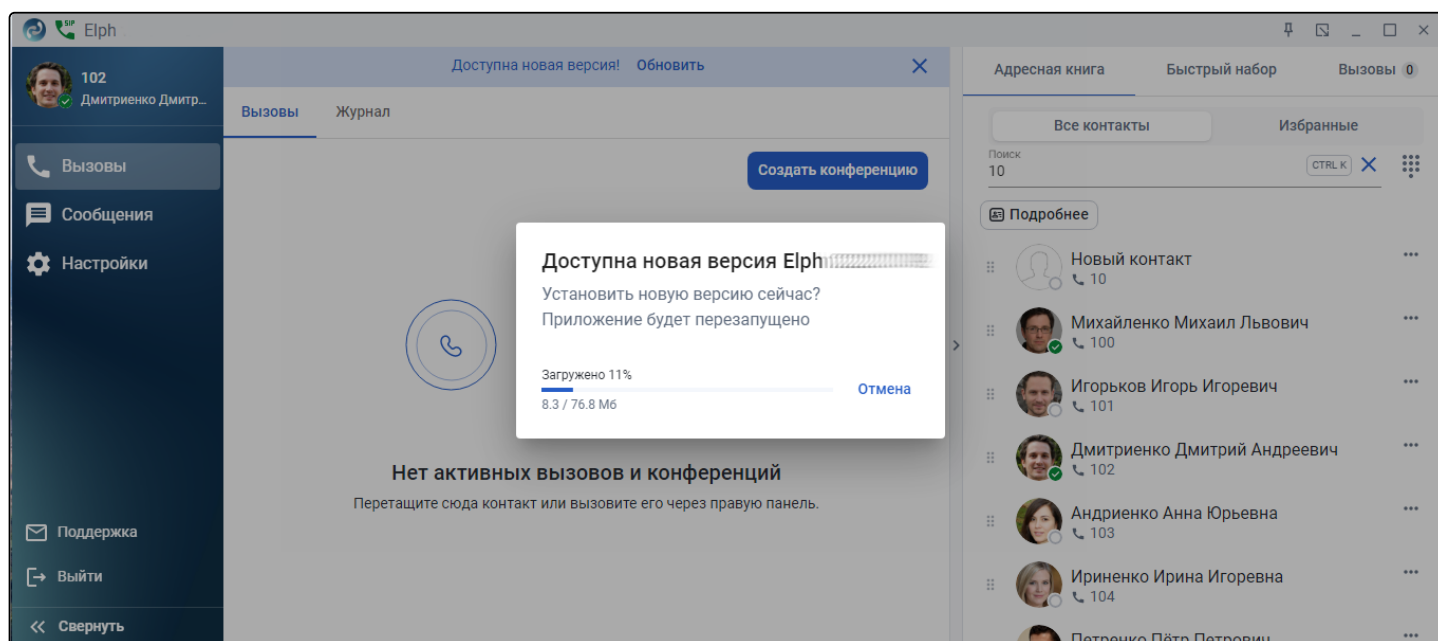 SIP
Elph
102
Дмитриенко Дмитр...
Вызовы
Сообщения
Настройки
Поддержка
Выйти
Свернуть
Доступна новая версия! Обновить
Вызовы Журнал
Создать конференцию
Доступна новая версия Elph
Установить новую версию сейчас?
Приложение будет перезапущено
Загружено 11%
8.3 / 76.8 Мб
Отмена
Нет активных вызовов и конференций
Перетащите сюда контакт или вызовите его через правую панель.
Адресная книга Быстрый набор Вызовы 0
Все контакты Избранные
Поиск
10
CTRL K
Подробнее
Новый контакт
10
Михайленко Михаил Львович
100
Игорьков Игорь Игоревич
101
Дмитриенко Дмитрий Андреевич
102
Андриенко Анна Юрьевна
103
Ириненко Ирина Игоревна
104
Петренко Пётр Петрович